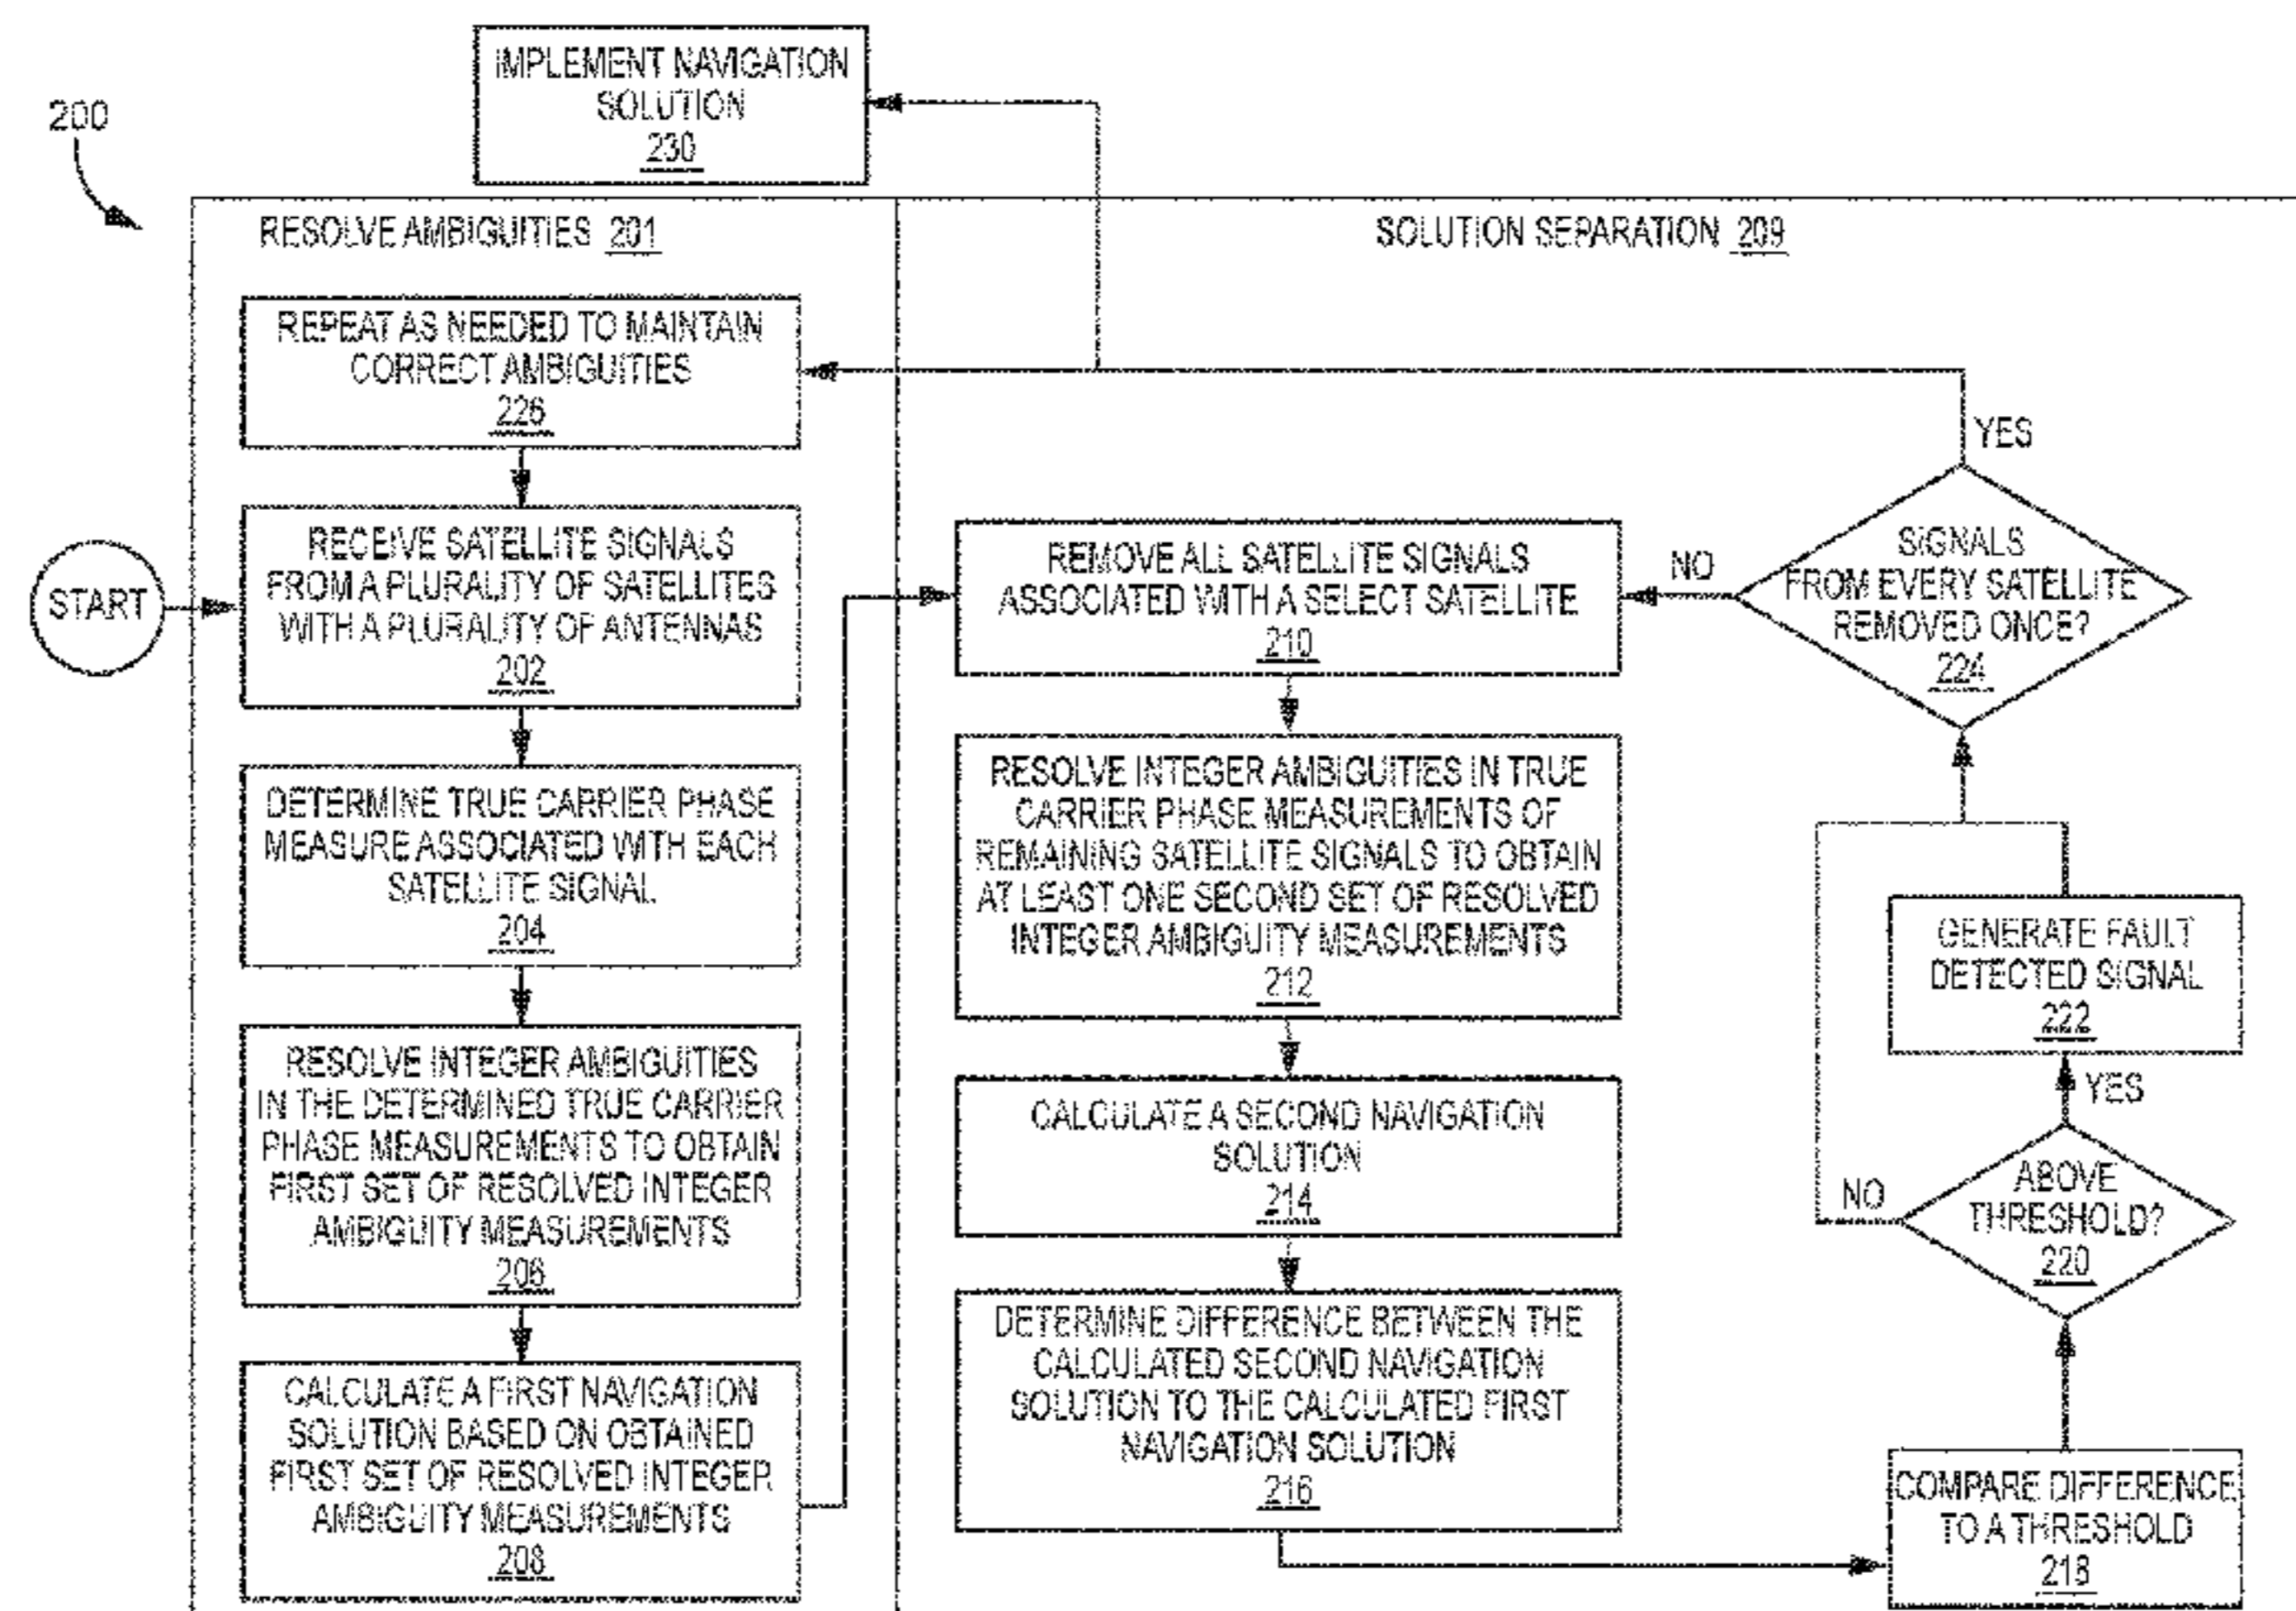 IMPLEMENT NAVIGATION
SOLUTION
230
200
RESOLVE AMBIGUITIES 201
SOLUTION SEPARATION 209
REPEAT AS NEEDED TO MAINTAIN
CORRECT AMBIGUITIES
226
START
RECEIVE SATELLITE SIGNALS
FROM A PLURALITY OF SATELLITES
WITH A PLURALITY OF ANTENNAS
202
DETERMINE TRUE CARRIER PHASE
MEASURE ASSOCIATED WITH EACH
SATELLITE SIGNAL
204
RESOLVE INTEGER AMBIGUITIES
IN THE DETERMINED TRUE CARRIER
PHASE MEASUREMENTS TO OBTAIN
FIRST SET OF RESOLVED INTEGER
AMBIGUITY MEASUREMENTS
206
CALCULATE A FIRST NAVIGATION
SOLUTION BASED ON OBTAINED
FIRST SET OF RESOLVED INTEGER
AMBIGUITY MEASUREMENTS
208
REMOVE ALL SATELLITE SIGNALS
ASSOCIATED WITH A SELECT SATELLITE
210
RESOLVE INTEGER AMBIGUITIES IN TRUE
CARRIER PHASE MEASUREMENTS OF
REMAINING SATELLITE SIGNALS TO OBTAIN
AT LEAST ONE SECOND SET OF RESOLVED
INTEGER AMBIGUITY MEASUREMENTS
212
CALCULATE A SECOND NAVIGATION
SOLUTION
214
DETERMINE DIFFERENCE BETWEEN THE
CALCULATED SECOND NAVIGATION
SOLUTION TO THE CALCULATED FIRST
NAVIGATION SOLUTION
216
COMPARE DIFFERENCE
TO A THRESHOLD
218
ABOVE
THRESHOLD?
220
NO
YES
GENERATE FAULT
DETECTED SIGNAL
222
SIGNALS
FROM EVERY SATELLITE
REMOVED ONCE?
224
NO
YES